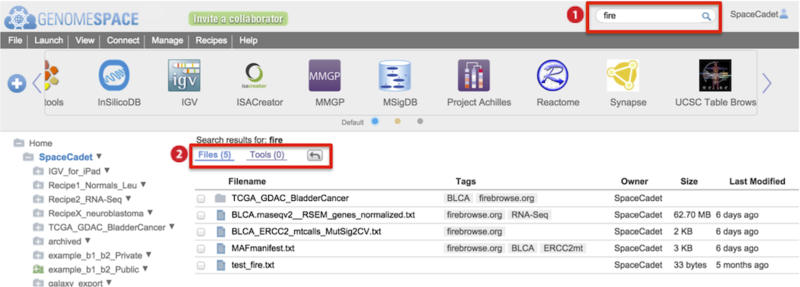 GENOMESPACE
Invite a collaborator
1
fire
SpaceCadet
File Launch View Connect Manage Recipes Help
tools InSilicoDB IGV ISACreator MMGP MSigDB Project Achilles Reactome Synapse UCSC Table Brows
igv
isacreator
MMGP
Default
Home
SpaceCadet
IGV_for_iPad
Recipe1_Normals_Leu
Recipe2_RNA-Seq
RecipeX_neuroblastoma
TCGA_GDAC_BladderCancer
archived
example_b1_b2_Private
example_b1_b2_Public
galaxy_export
Search results for: fire
2
Files (5) Tools (0)
Filename Tags Owner Size Last Modified
TCGA_GDAC_BladderCancer BLCA firebrowse.org SpaceCadet
BLCA.rnaseqv2__RSEM_genes_normalized.txt firebrowse.org RNA-Seq SpaceCadet 62.70 MB 6 days ago
BLCA_ERCC2_mtcalls_MutSig2CV.txt firebrowse.org SpaceCadet 2 KB 6 days ago
MAFmanifest.txt firebrowse.org BLCA ERCC2mt SpaceCadet 3 KB 6 days ago
test_fire.txt SpaceCadet 33 bytes 5 months ago